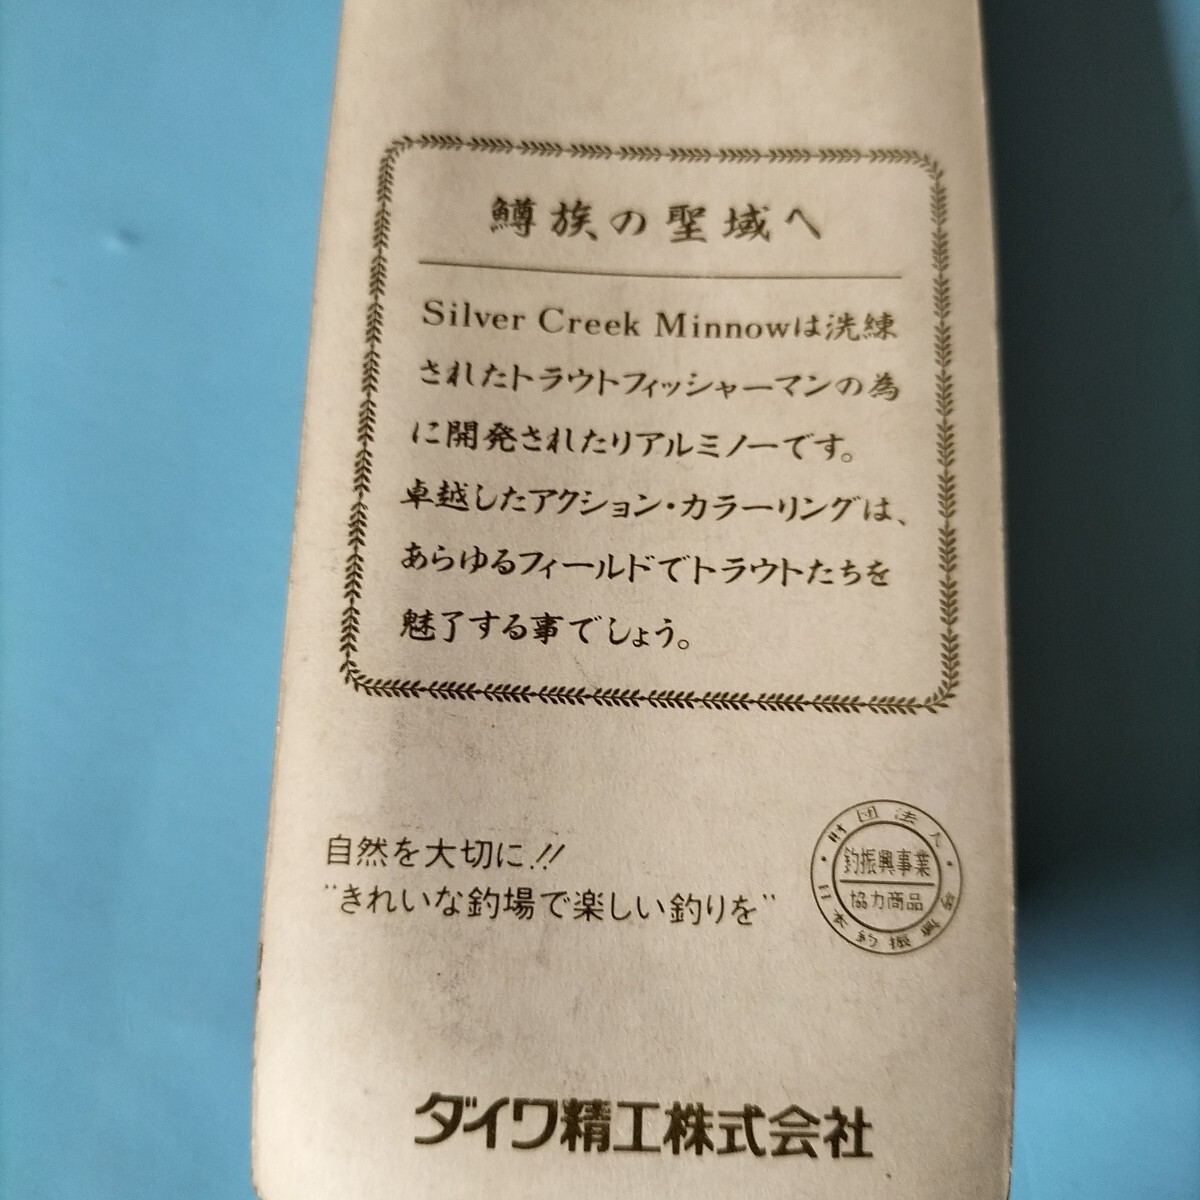 鱒族の聖域へ
Silver Creek Minnowは洗練
されたトラウトフィッシャーマンの為
に開発されたリアルミノーです。
卓越したアクション・カラーリングは、
あらゆるフィールドでトラウトたちを
魅了する事でしょう。
自然を大切に!!
"きれいな釣場で楽しい釣りを"
財団法人
釣振興事業
協力商品
日本釣振興会
ダイワ精工株式会社